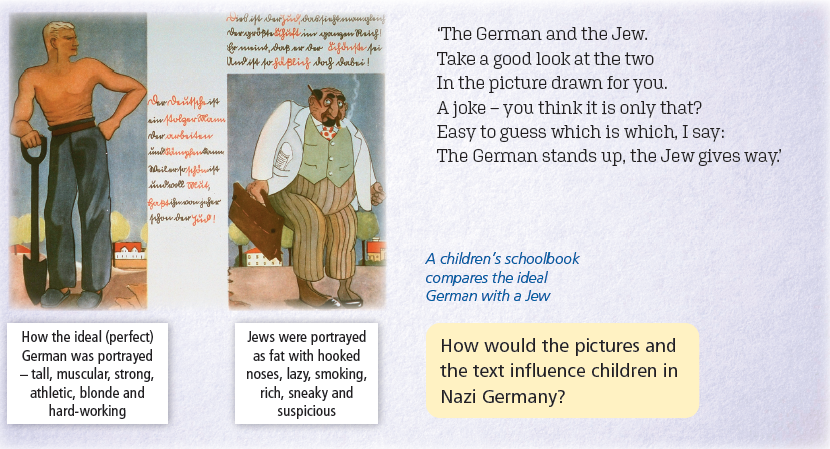 Dies ist der Jud, das sieht man gleich,
Der größte Schuft im ganzen Reich!
Er meint, daß er der Schönste sei
Und ist so häßlich doch dabei!
Der Deutsche ist
ein stolzer Mann
Der arbeiten
und kämpfen kann
Weil er so schön ist
und voll Mut,
Haßt ihn von jeher
schon der Jud!
‘The German and the Jew.
Take a good look at the two
In the picture drawn for you.
A joke – you think it is only that?
Easy to guess which is which, I say:
The German stands up, the Jew gives way.’
A children’s schoolbook
compares the ideal
German with a Jew
How the ideal (perfect)
German was portrayed
– tall, muscular, strong,
athletic, blonde and
hard-working
Jews were portrayed
as fat with hooked
noses, lazy, smoking,
rich, sneaky and
suspicious
How would the pictures and
the text influence children in
Nazi Germany?